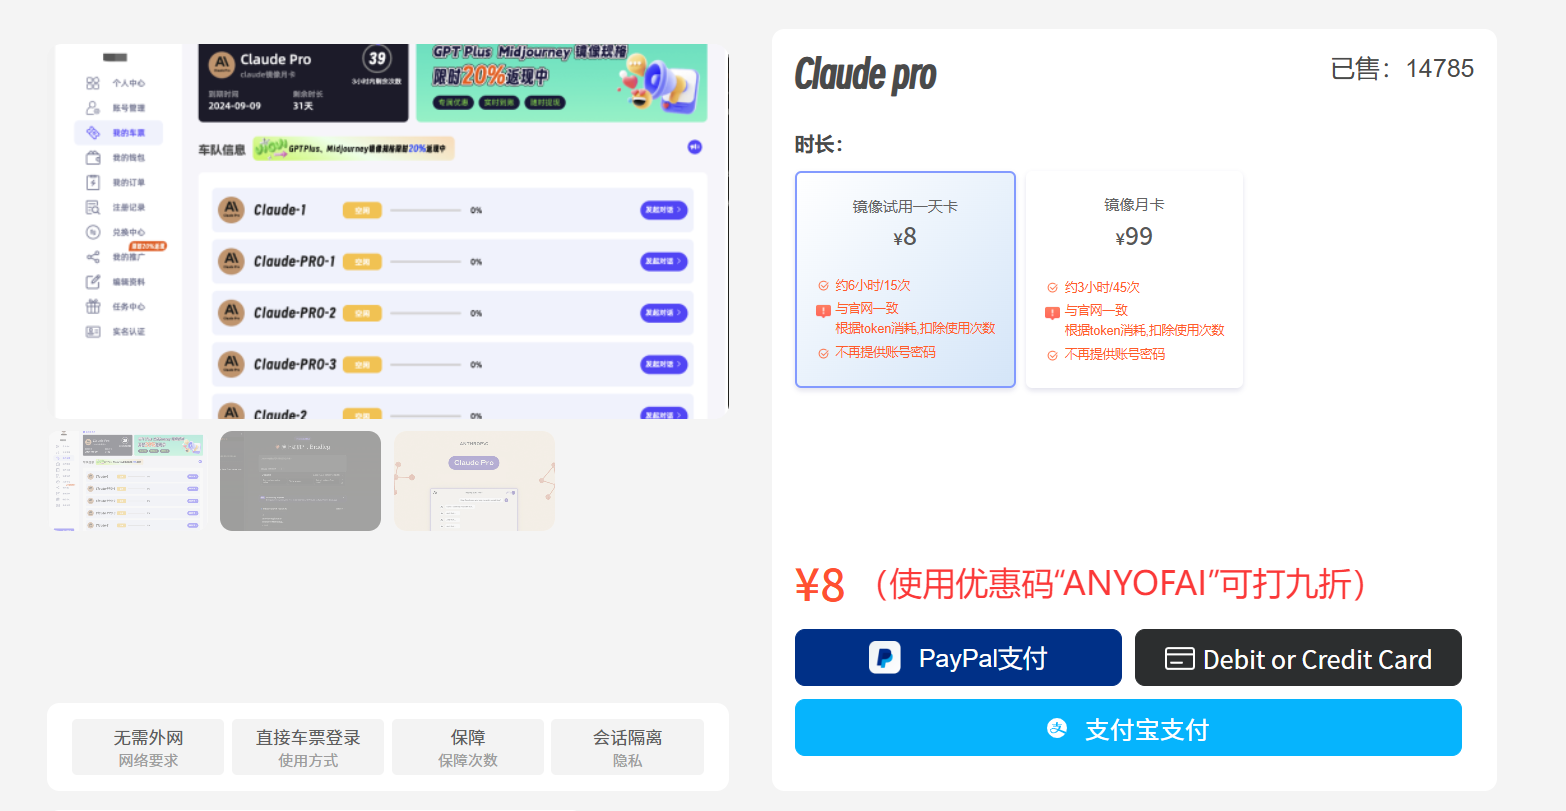 个人中心
账号管理
我的车票
我的钱包
我的订单
注册记录
兑换中心
限时20%返现
我的推广
编辑资料
任务中心
实名认证
Claude Pro
claude镜像月卡
39
3小时内剩余次数
到期时间
剩余时长
2024-09-09
31天
GPT Plus Midjourney 镜像规格
限时20%返现中
专属优惠
实时到账
随时提现
车队信息
GPTPlus、Midjourney镜像规格限时20%返现中
Claude-1
空闲
0%
发起对话
Claude-PRO-1
空闲
0%
发起对话
Claude-PRO-2
空闲
0%
发起对话
Claude-PRO-3
空闲
0%
发起对话
Claude-2
空闲
0%
发起对话
ANTHROPIC
Claude Pro
无需外网
网络要求
直接车票登录
使用方式
保障
保障次数
会话隔离
隐私
Claude pro
已售：14785
时长：
镜像试用一天卡
¥8
约6小时/15次
与官网一致
根据token消耗,扣除使用次数
不再提供账号密码
镜像月卡
¥99
约3小时/45次
与官网一致
根据token消耗,扣除使用次数
不再提供账号密码
¥8（使用优惠码“ANYOFAI”可打九折）
PayPal支付
Debit or Credit Card
支付宝支付